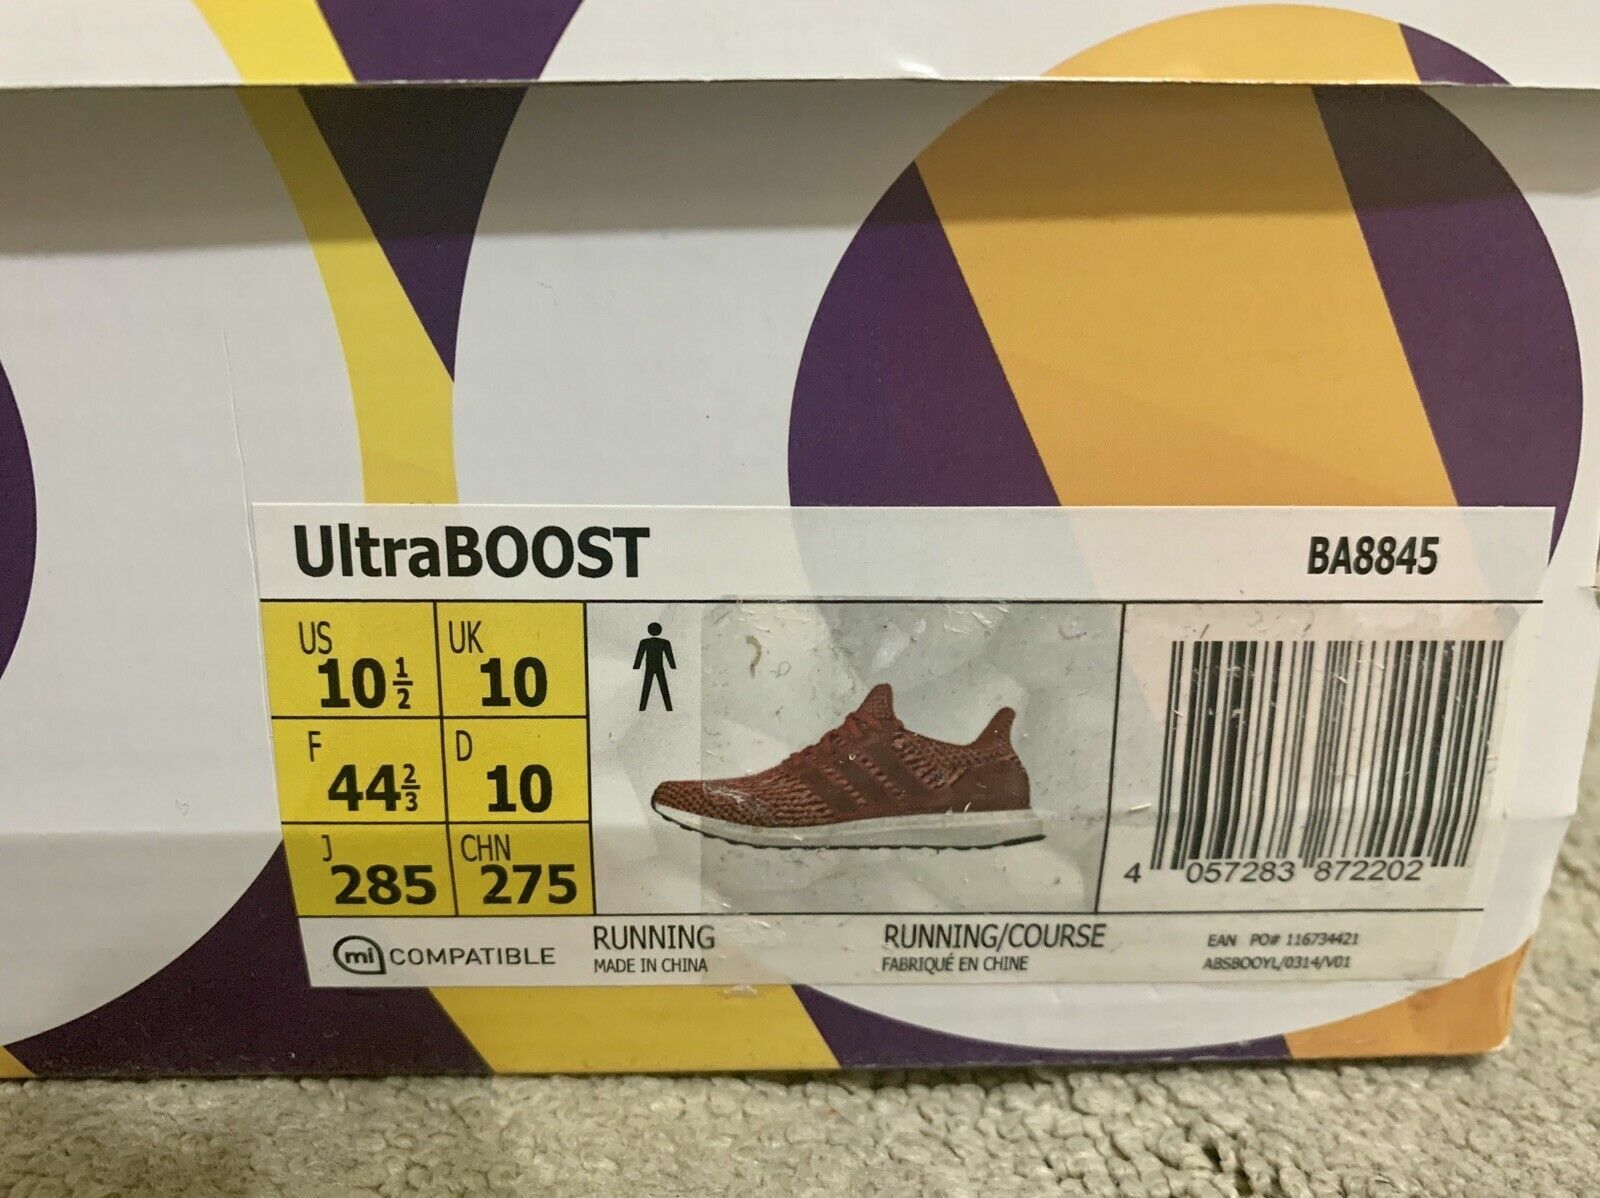 UltraBOOST BA8845
US 10 1/2 UK 10
F 44 2/3 D 10
J 285 CHN 275
4 057283 872202
mi COMPATIBLE
RUNNING RUNNING/COURSE
MADE IN CHINA FABRIQUÉ EN CHINE
EAN PO# 116734421
ABSBOOYL/0314/V01